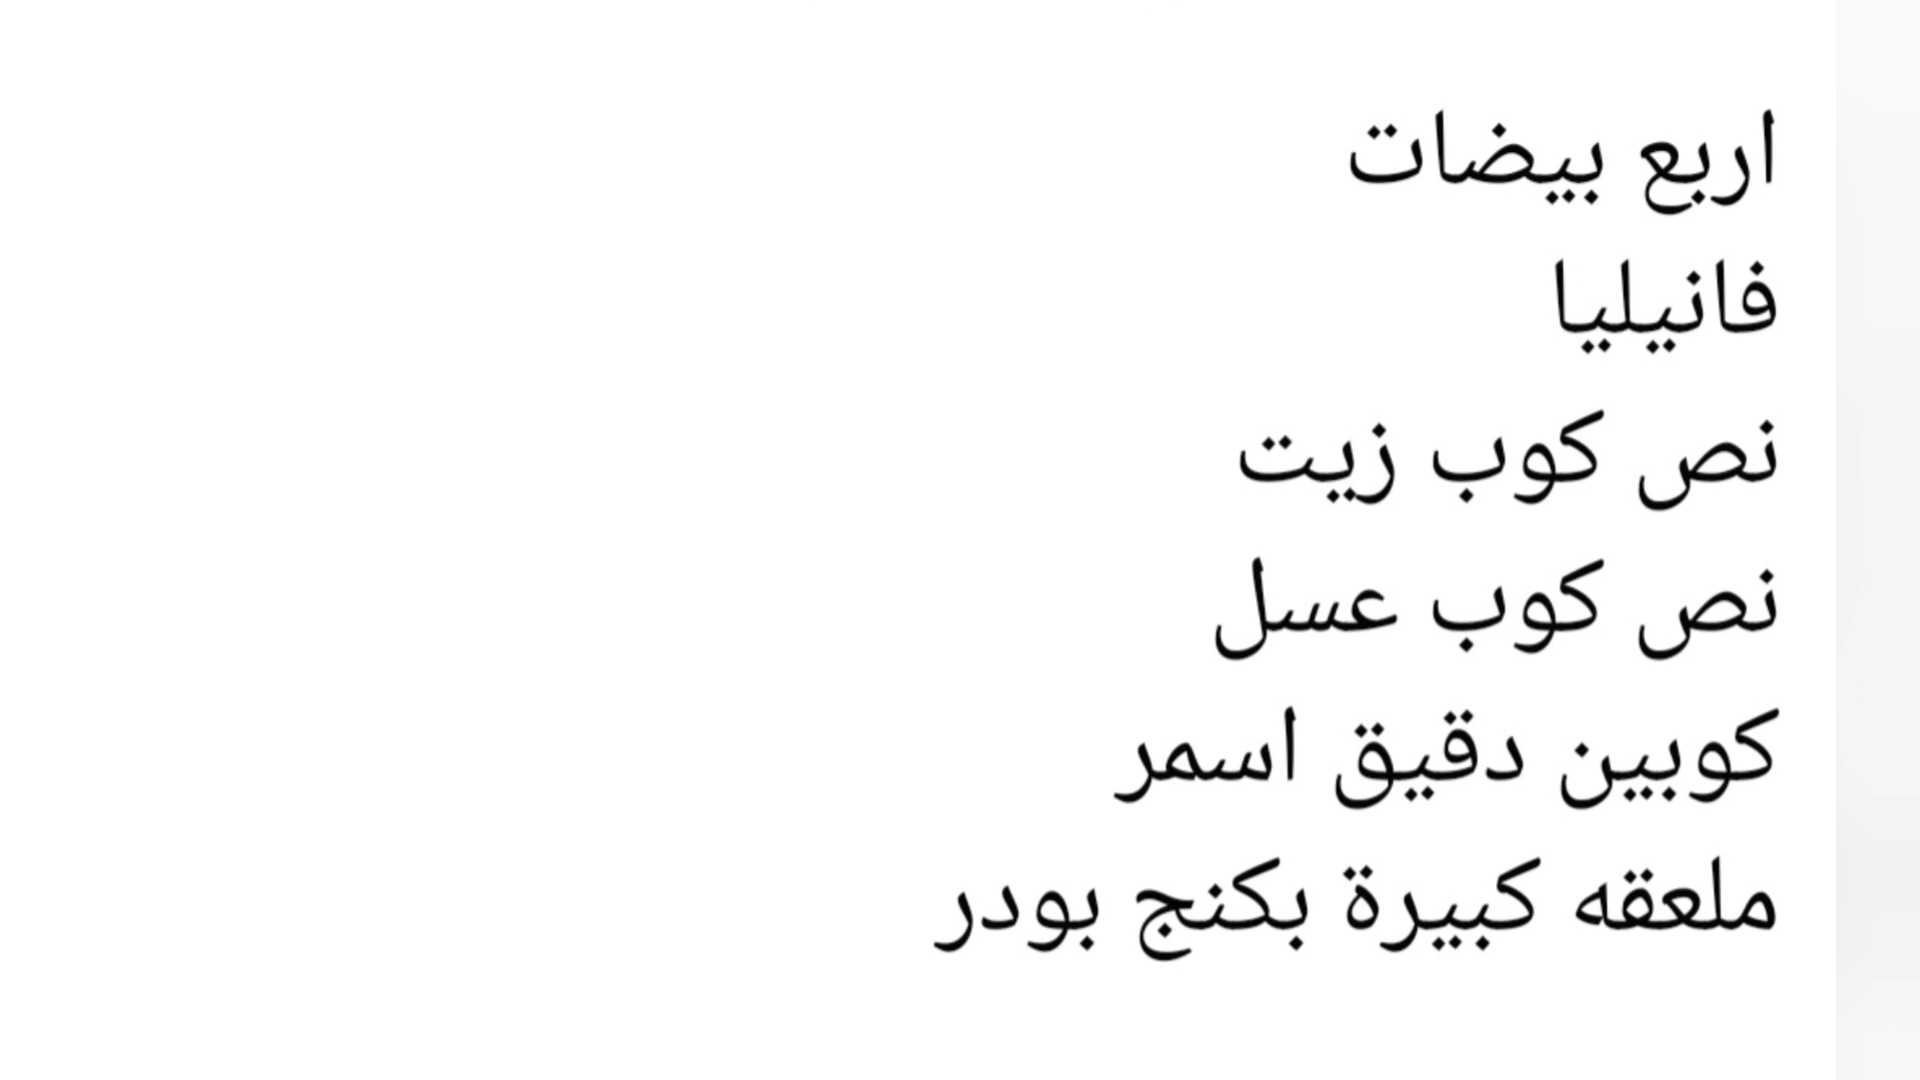 اربع بيضات
فانيليا
نص كوب زيت
نص كوب عسل
كوبين دقيق اسمر
ملعقه كبيرة بكنج بودر